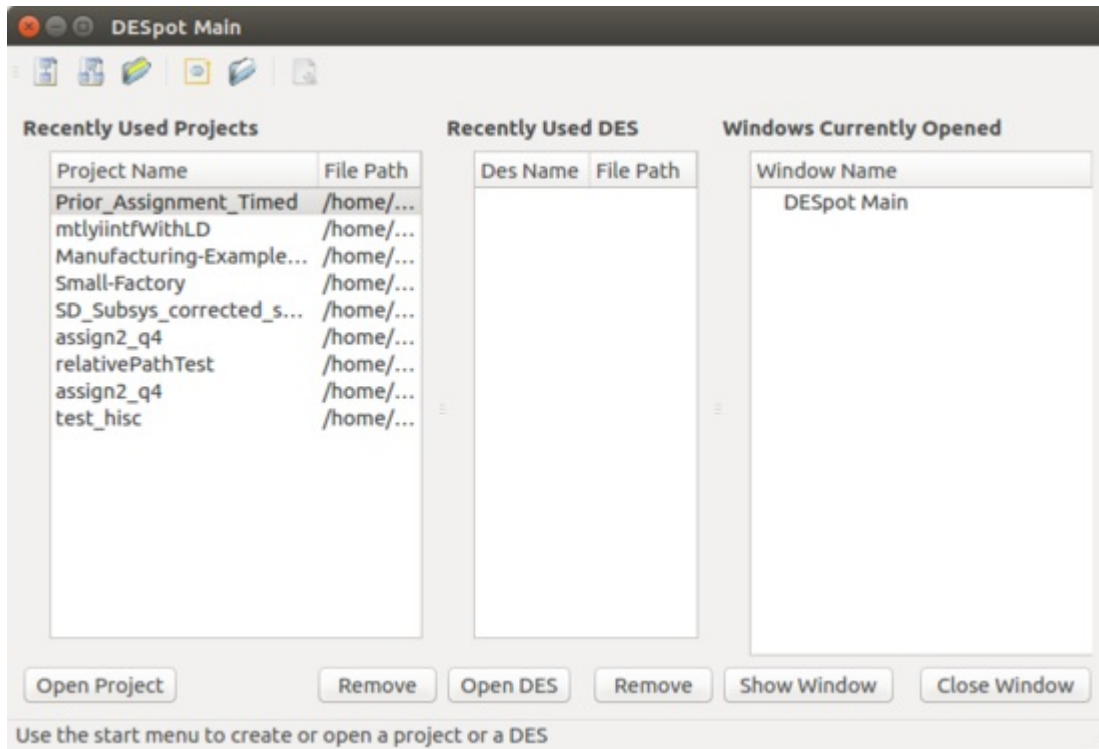 DESpot Main
Recently Used Projects
Recently Used DES
Windows Currently Opened
Project Name File Path
Des Name File Path
Window Name
Prior_Assignment_Timed /home/...
DESpot Main
mtlyiintfWithLD /home/...
Manufacturing-Example... /home/...
Small-Factory /home/...
SD_Subsys_corrected_s... /home/...
assign2_q4 /home/...
relativePathTest /home/...
assign2_q4 /home/...
test_hisc /home/...
Open Project
Remove
Open DES
Remove
Show Window
Close Window
Use the start menu to create or open a project or a DES